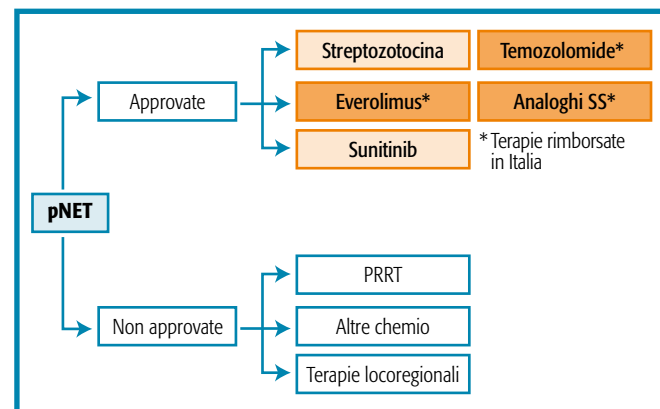 Streptozotocina
Temozolomide*
Approvate
Everolimus*
Analoghi SS*
Sunitinib
* Terapie rimborsate
in Italia
pNET
PRRT
Non approvate
Altre chemio
Terapie locoregionali